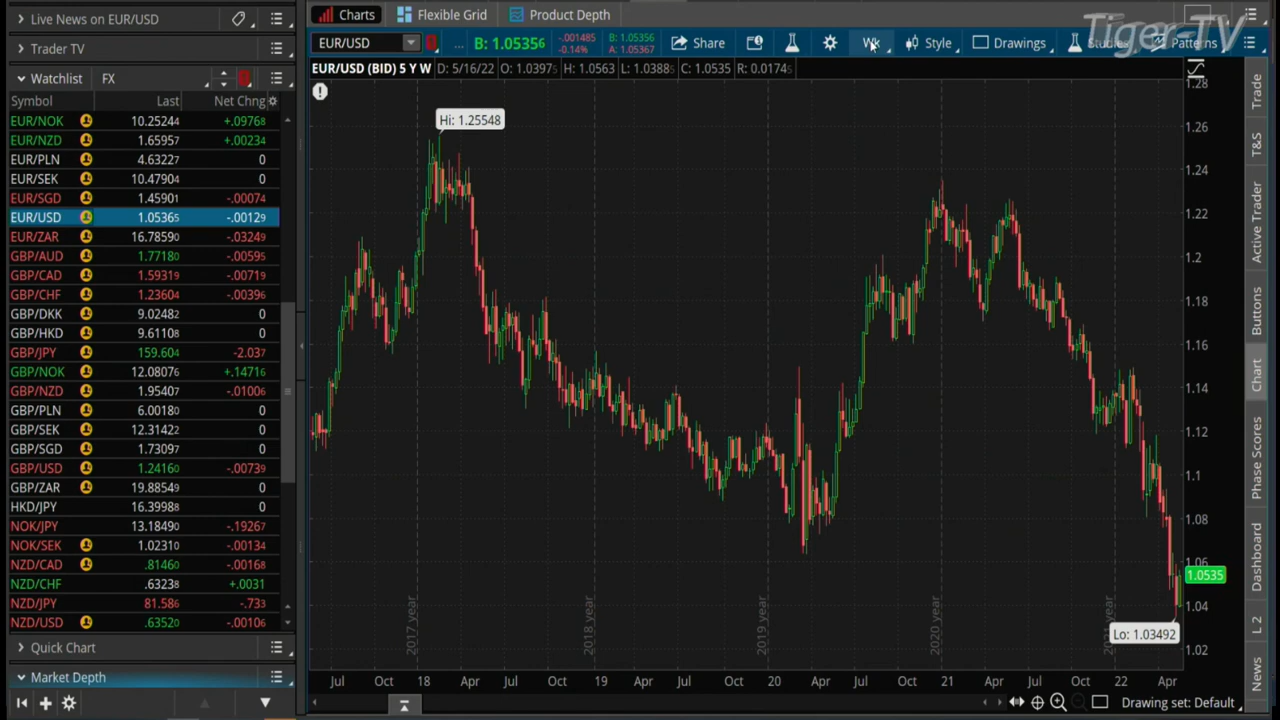 Live News on EUR/USD
Trader TV
Watchlist FX
Symbol Last Net Chng
EUR/NOK 10.25244 +.09768
EUR/NZD 1.65957 +.00234
EUR/PLN 4.63227 0
EUR/SEK 10.47904 0
EUR/SGD 1.45901 -.00074
EUR/USD 1.05365 -.00129
EUR/ZAR 16.78590 -.03249
GBP/AUD 1.77180 -.00595
GBP/CAD 1.59319 -.00719
GBP/CHF 1.23604 -.00396
GBP/DKK 9.02482 0
GBP/HKD 9.61108 0
GBP/JPY 159.604 -2.037
GBP/NOK 12.08076 +.14716
GBP/NZD 1.95407 -.01006
GBP/PLN 6.00180 0
GBP/SEK 12.31422 0
GBP/SGD 1.73097 0
GBP/USD 1.24160 -.00739
GBP/ZAR 19.88549 0
HKD/JPY 16.39988 0
NOK/JPY 13.18490 -.19267
NOK/SEK 1.02310 -.00134
NZD/CAD .81460 -.00168
NZD/CHF .63238 +.0031
NZD/JPY 81.586 -.733
NZD/USD .63520 -.00106
Quick Chart
Market Depth
Charts Flexible Grid Product Depth
Tiger-TV
EUR/USD ... B: 1.05356 -.001485 -0.14% B: 1.05356 A: 1.05367 Share Wk Style Drawings Studies Patterns
EUR/USD (BID) 5 Y W D: 5/16/22 O: 1.03975 H: 1.0563 L: 1.03885 C: 1.0535 R: 0.01745
Hi: 1.25548
1.28
1.26
1.24
1.22
1.2
1.18
1.16
1.14
1.12
1.1
1.08
1.06
1.0535
1.04
1.02
Lo: 1.03492
2017 year
2018 year
2019 year
2020 year
Jul Oct 18 Apr Jul Oct 19 Apr Jul Oct 20 Apr Jul Oct 21 Apr Jul Oct 22 Apr
Drawing set: Default
Trade
T&S
Active Trader
Buttons
Chart
Phase Scores
Dashboard
L 2
News